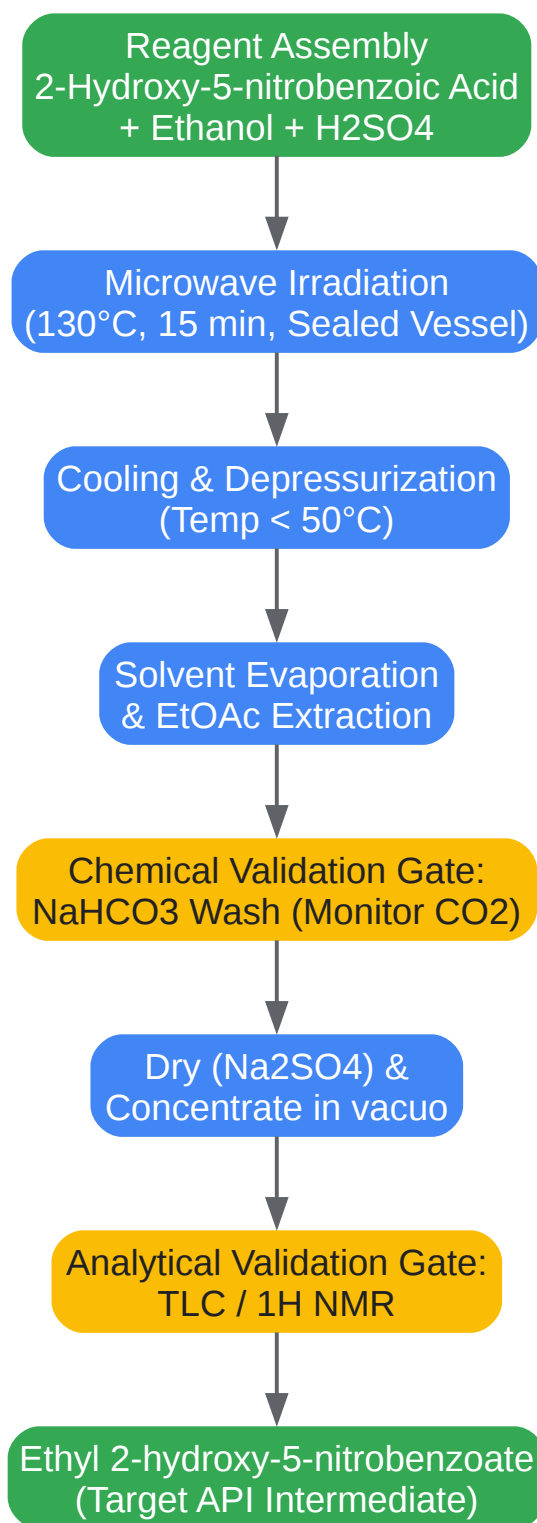 Reagent Assembly
2-Hydroxy-5-nitrobenzoic Acid
+ Ethanol + H2SO4
Microwave Irradiation
(130°C, 15 min, Sealed Vessel)
Cooling & Depressurization
(Temp < 50°C)
Solvent Evaporation
& EtOAc Extraction
Chemical Validation Gate:
NaHCO3 Wash (Monitor CO2)
Dry (Na2SO4) &
Concentrate in vacuo
Analytical Validation Gate:
TLC / 1H NMR
Ethyl 2-hydroxy-5-nitrobenzoate
(Target API Intermediate)